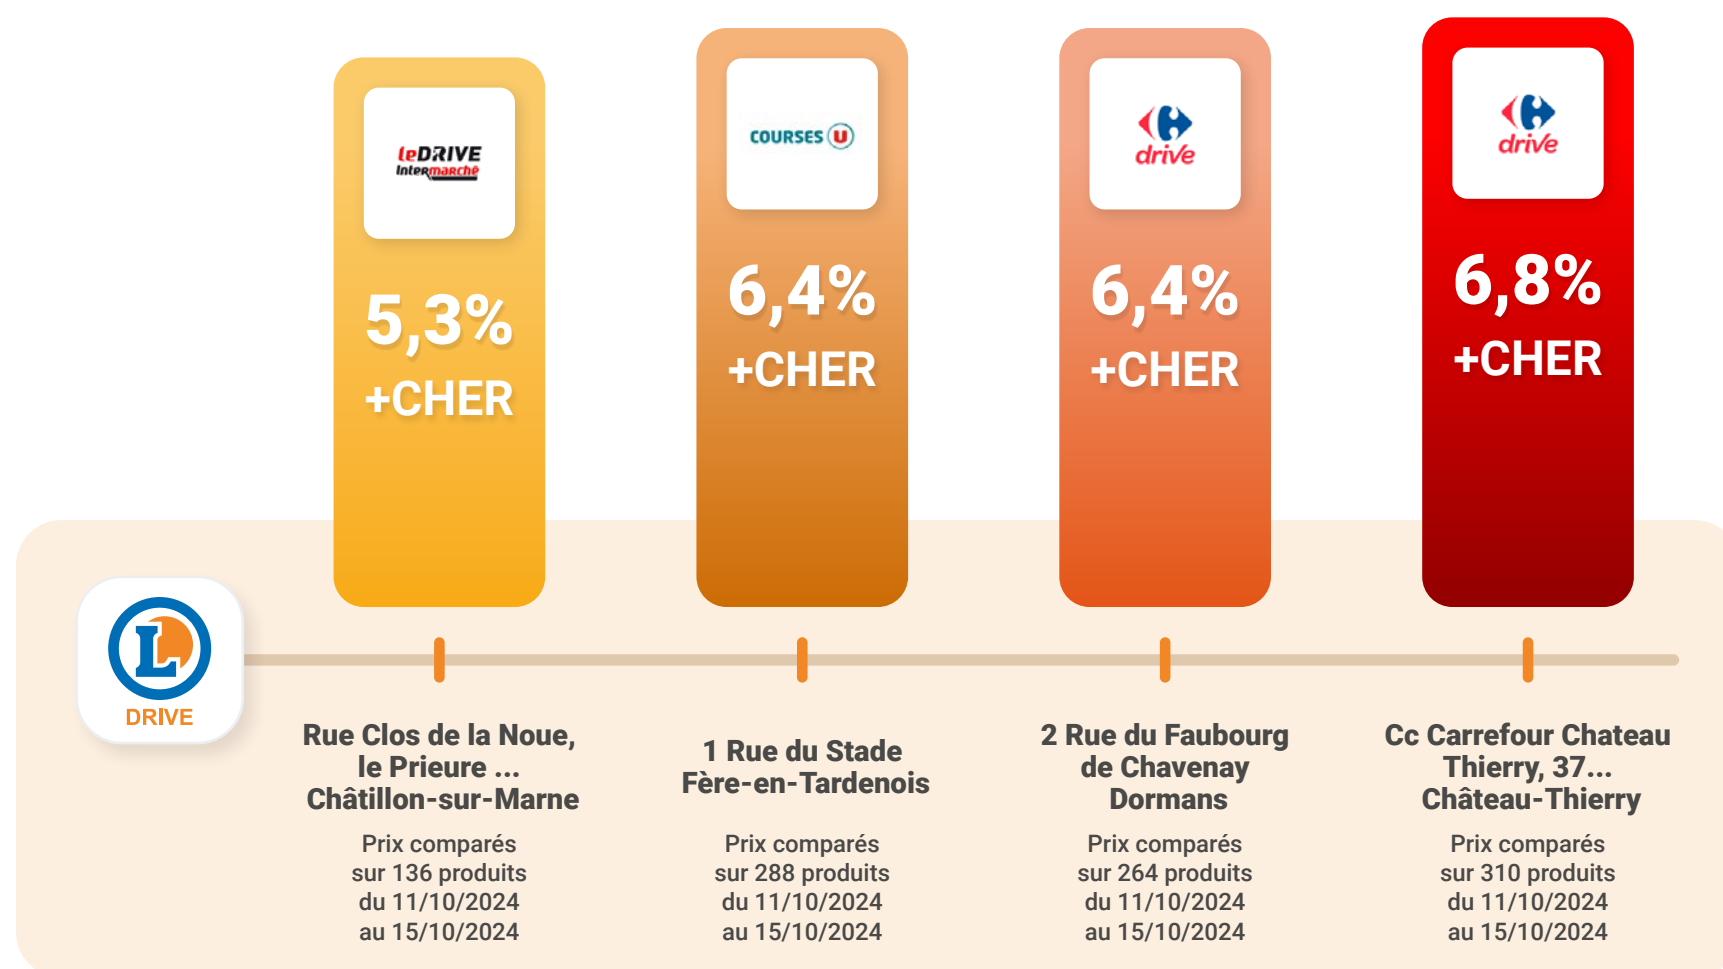 leDRIVE
Intermarché
5,3%
+CHER
COURSES U
6,4%
+CHER
drive
6,4%
+CHER
drive
6,8%
+CHER
L
DRIVE
Rue Clos de la Noue,
le Prieure ...
Châtillon-sur-Marne
Prix comparés
sur 136 produits
du 11/10/2024
au 15/10/2024
1 Rue du Stade
Fère-en-Tardenois
Prix comparés
sur 288 produits
du 11/10/2024
au 15/10/2024
2 Rue du Faubourg
de Chavenay
Dormans
Prix comparés
sur 264 produits
du 11/10/2024
au 15/10/2024
Cc Carrefour Chateau
Thierry, 37...
Château-Thierry
Prix comparés
sur 310 produits
du 11/10/2024
au 15/10/2024